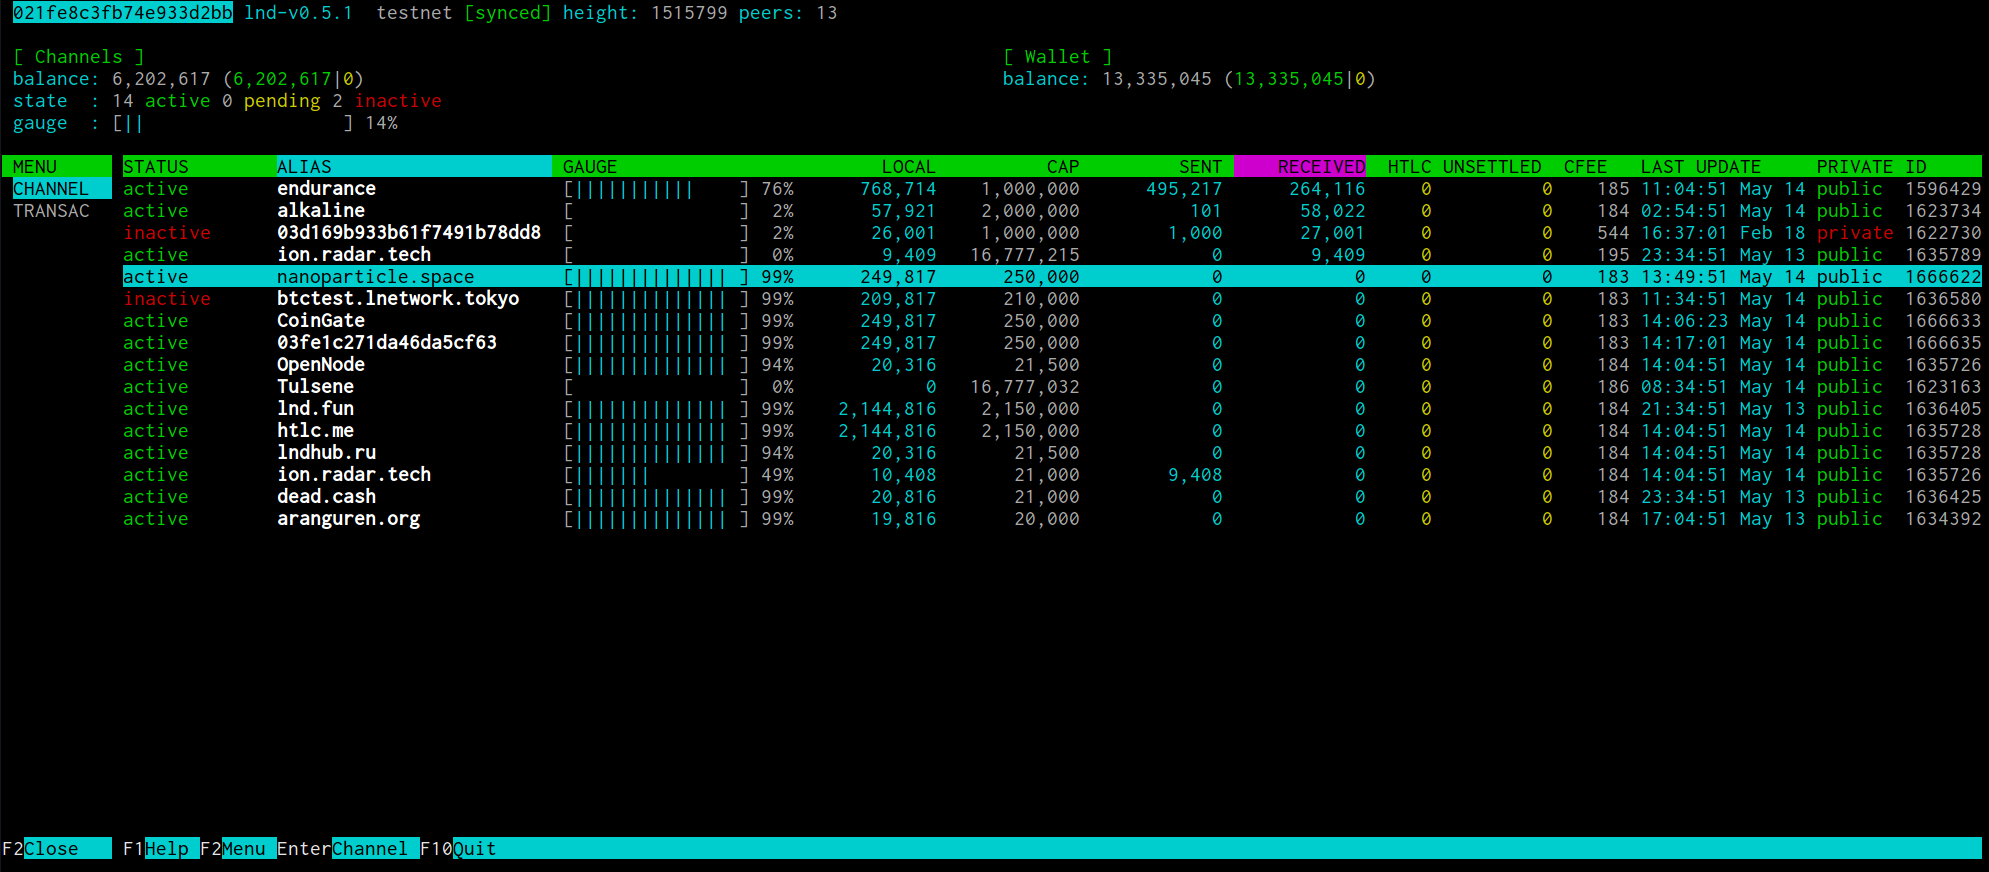 021fe8c3fb74e933d2bb lnd-v0.5.1 testnet [synced] height: 1515799 peers: 13
[ Channels ] [ Wallet ]
balance: 6,202,617 (6,202,617|0) balance: 13,335,045 (13,335,045|0)
state : 14 active 0 pending 2 inactive
gauge : [|| ] 14%
MENU STATUS ALIAS GAUGE LOCAL CAP SENT RECEIVED HTLC UNSETTLED CFEE LAST UPDATE PRIVATE ID
CHANNEL active endurance [||||||||||| ] 76% 768,714 1,000,000 495,217 264,116 0 0 185 11:04:51 May 14 public 1596429
TRANSAC active alkaline [ ] 2% 57,921 2,000,000 101 58,022 0 0 184 02:54:51 May 14 public 1623734
inactive 03d169b933b61f7491b78dd8 [ ] 2% 26,001 1,000,000 1,000 27,001 0 0 544 16:37:01 Feb 18 private 1622730
active ion.radar.tech [ ] 0% 9,409 16,777,215 0 9,409 0 0 195 23:34:51 May 13 public 1635789
active nanoparticle.space [|||||||||||||| ] 99% 249,817 250,000 0 0 0 0 183 13:49:51 May 14 public 1666622
inactive btctest.lnetwork.tokyo [|||||||||||||| ] 99% 209,817 210,000 0 0 0 0 183 11:34:51 May 14 public 1636580
active CoinGate [|||||||||||||| ] 99% 249,817 250,000 0 0 0 0 183 14:06:23 May 14 public 1666633
active 03fe1c271da46da5cf63 [|||||||||||||| ] 99% 249,817 250,000 0 0 0 0 183 14:17:01 May 14 public 1666635
active OpenNode [|||||||||||||| ] 94% 20,316 21,500 0 0 0 0 184 14:04:51 May 14 public 1635726
active Tulsene [ ] 0% 0 16,777,032 0 0 0 0 186 08:34:51 May 14 public 1623163
active lnd.fun [|||||||||||||| ] 99% 2,144,816 2,150,000 0 0 0 0 184 21:34:51 May 13 public 1636405
active htlc.me [|||||||||||||| ] 99% 2,144,816 2,150,000 0 0 0 0 184 14:04:51 May 14 public 1635728
active lndhub.ru [|||||||||||||| ] 94% 20,316 21,500 0 0 0 0 184 14:04:51 May 14 public 1635728
active ion.radar.tech [||||||| ] 49% 10,408 21,000 9,408 0 0 0 184 14:04:51 May 14 public 1635726
active dead.cash [|||||||||||||| ] 99% 20,816 21,000 0 0 0 0 184 23:34:51 May 13 public 1636425
active aranguren.org [|||||||||||||| ] 99% 19,816 20,000 0 0 0 0 184 17:04:51 May 13 public 1634392
F2Close F1Help F2Menu EnterChannel F10Quit